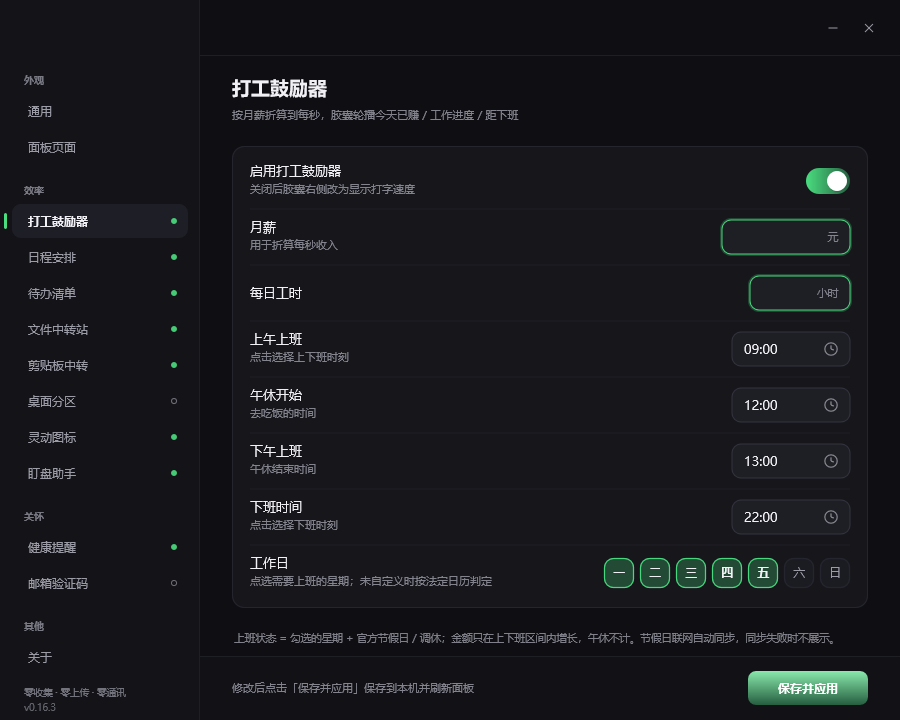 外观
通用
面板页面
效率
打工鼓励器
日程安排
待办清单
文件中转站
剪贴板中转
桌面分区
灵动图标
盯盘助手
关怀
健康提醒
邮箱验证码
其他
关于
零收集 · 零上传 · 零通讯
v0.16.3
打工鼓励器
按月薪折算到每秒，胶囊轮播今天已赚 / 工作进度 / 距下班
启用打工鼓励器
关闭后胶囊右侧改为显示打字速度
月薪
用于折算每秒收入
元
每日工时
小时
上午上班
点击选择上下班时刻
09:00
午休开始
去吃饭的时间
12:00
下午上班
午休结束时间
13:00
下班时间
点击选择下班时刻
22:00
工作日
点选需要上班的星期；未自定义时按法定日历判定
一 二 三 四 五 六 日
上班状态 = 勾选的星期 + 官方节假日 / 调休；金额只在上下班区间内增长，午休不计。节假日联网自动同步，同步失败时不展示。
修改后点击「保存并应用」保存到本机并刷新面板
保存并应用